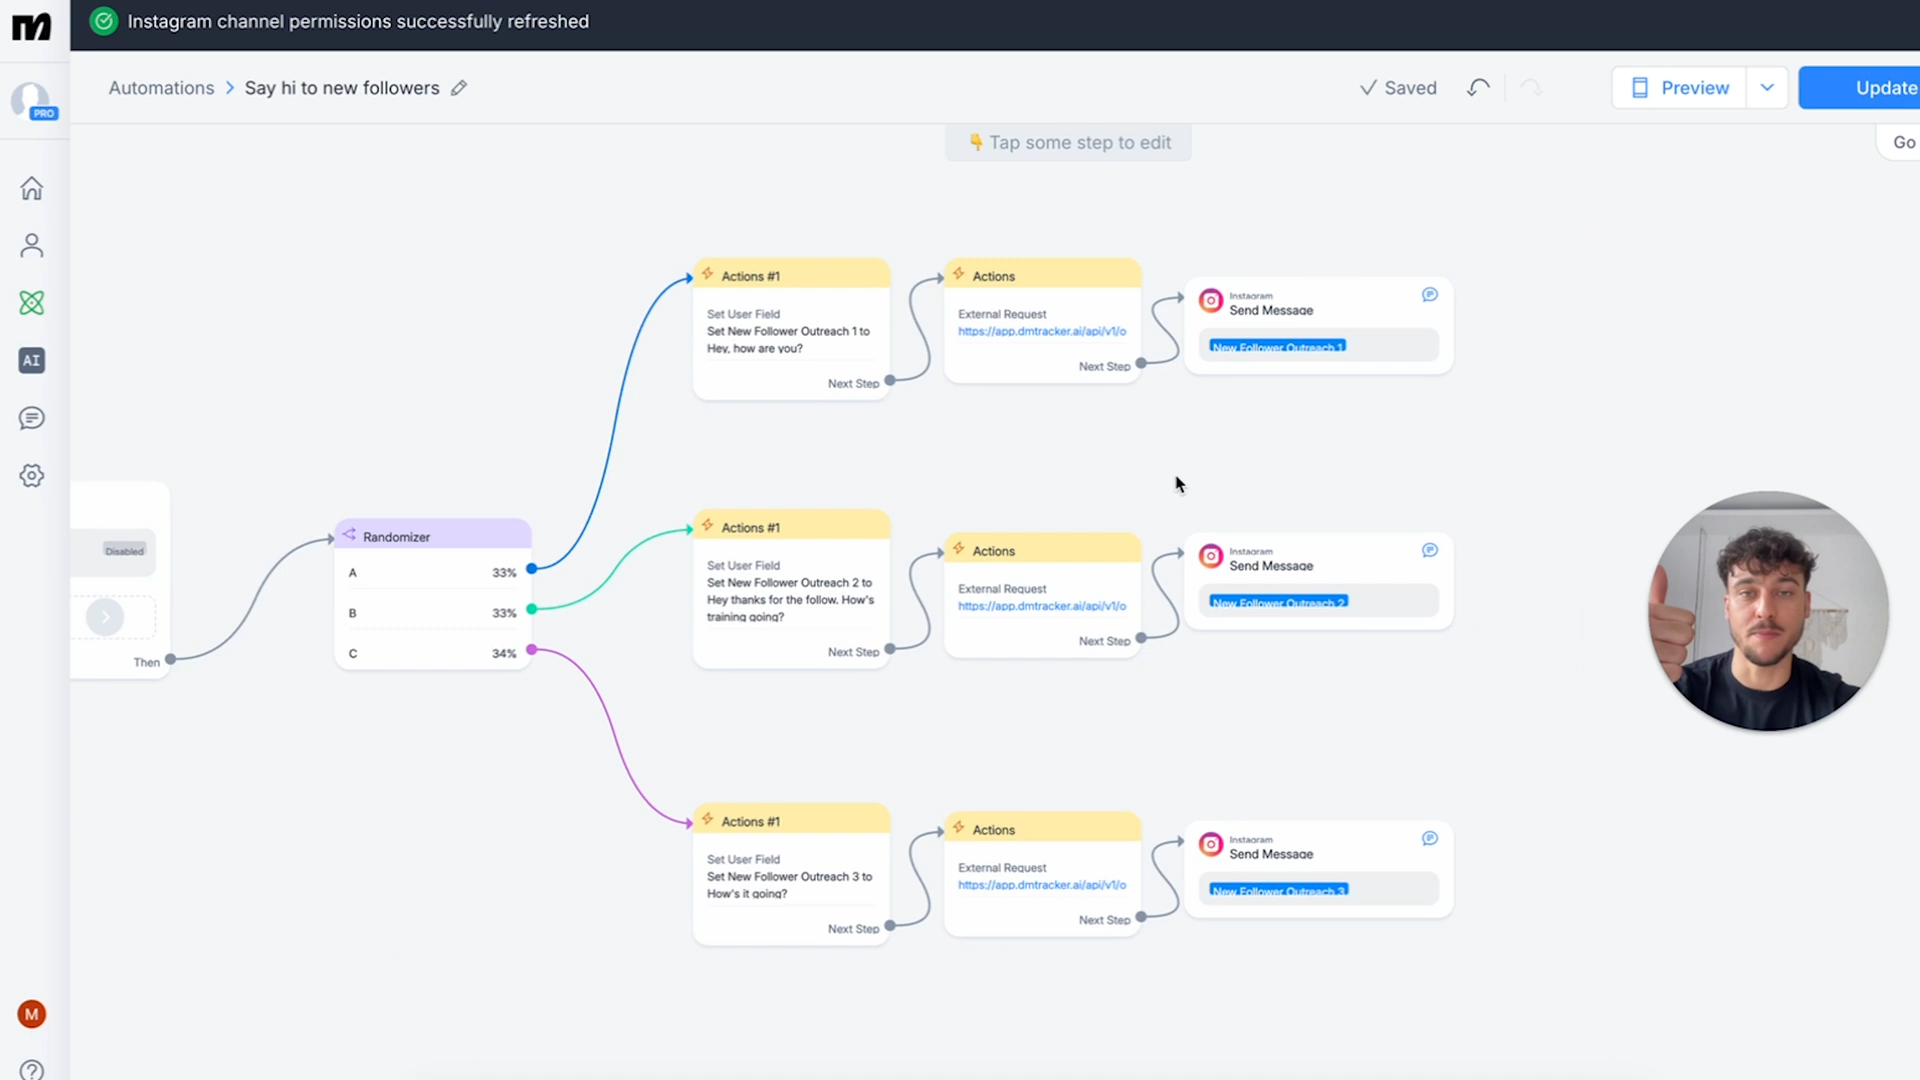 Instagram channel permissions successfully refreshed
PRO
Automations > Say hi to new followers
Saved
Preview
Update
Tap some step to edit
Go
AI
Actions #1
Set User Field
Set New Follower Outreach 1 to
Hey, how are you?
Next Step
Actions
External Request
https://app.dmtracker.ai/api/v1/o
Next Step
Instagram
Send Message
New Follower Outreach 1
Disabled
Then
Randomizer
A 33%
B 33%
C 34%
Actions #1
Set User Field
Set New Follower Outreach 2 to
Hey thanks for the follow. How's
training going?
Next Step
Actions
External Request
https://app.dmtracker.ai/api/v1/o
Next Step
Instagram
Send Message
New Follower Outreach 2
Actions #1
Set User Field
Set New Follower Outreach 3 to
How's it going?
Next Step
Actions
External Request
https://app.dmtracker.ai/api/v1/o
Next Step
Instagram
Send Message
New Follower Outreach 3
M